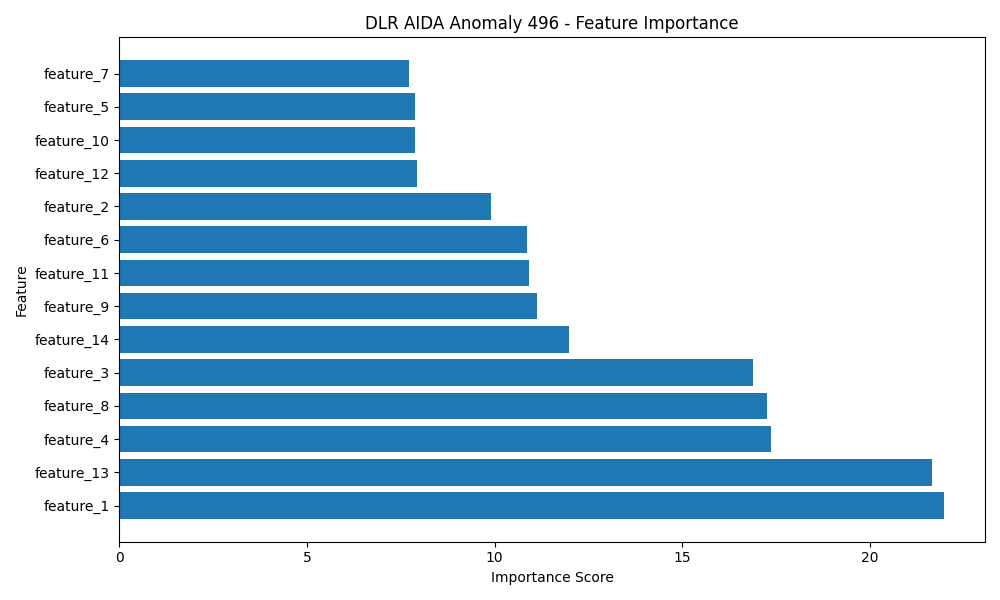 DLR AIDA Anomaly 496 - Feature Importance
Feature
feature_7
feature_5
feature_10
feature_12
feature_2
feature_6
feature_11
feature_9
feature_14
feature_3
feature_8
feature_4
feature_13
feature_1
0 5 10 15 20
Importance Score